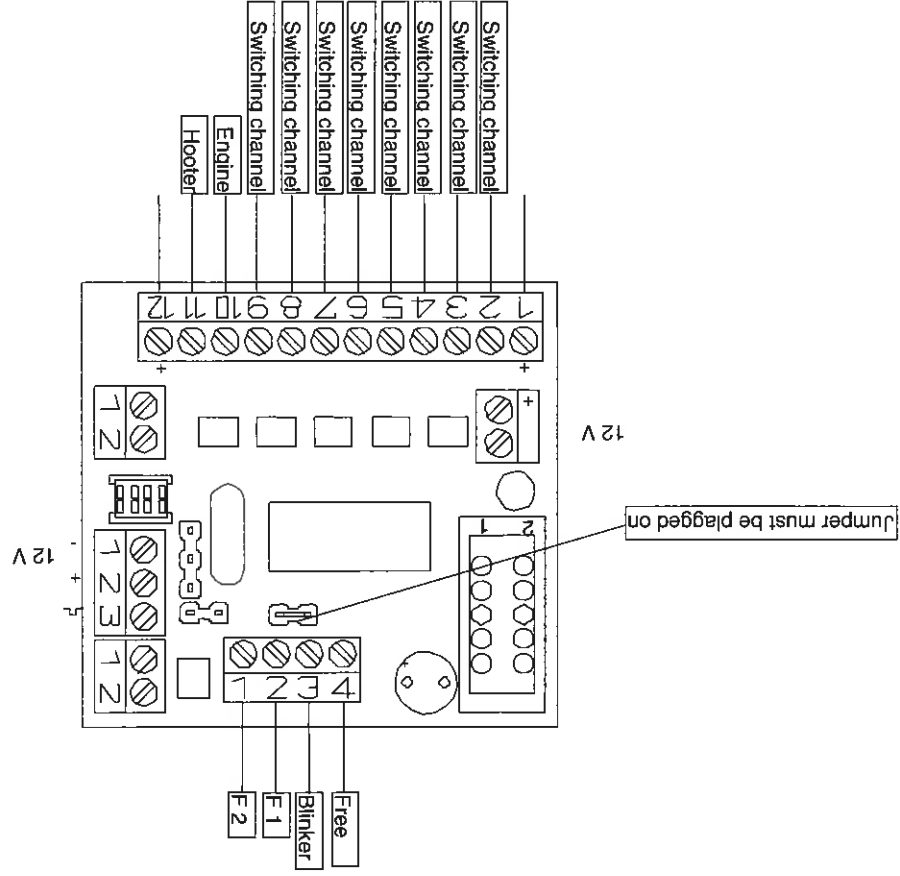 Hooter
Engine
Switching channel
Switching channel
Switching channel
Switching channel
Switching channel
Switching channel
Switching channel
Switching channel
12 11 10 9 8 7 6 5 4 3 2 1
+ +
1
2
+
12 V
Jumper must be plagged on
1 2
12 V
- 1
+ 2
3
1
2
1 2 3 4
+
F 2
F 1
Blinker
Free